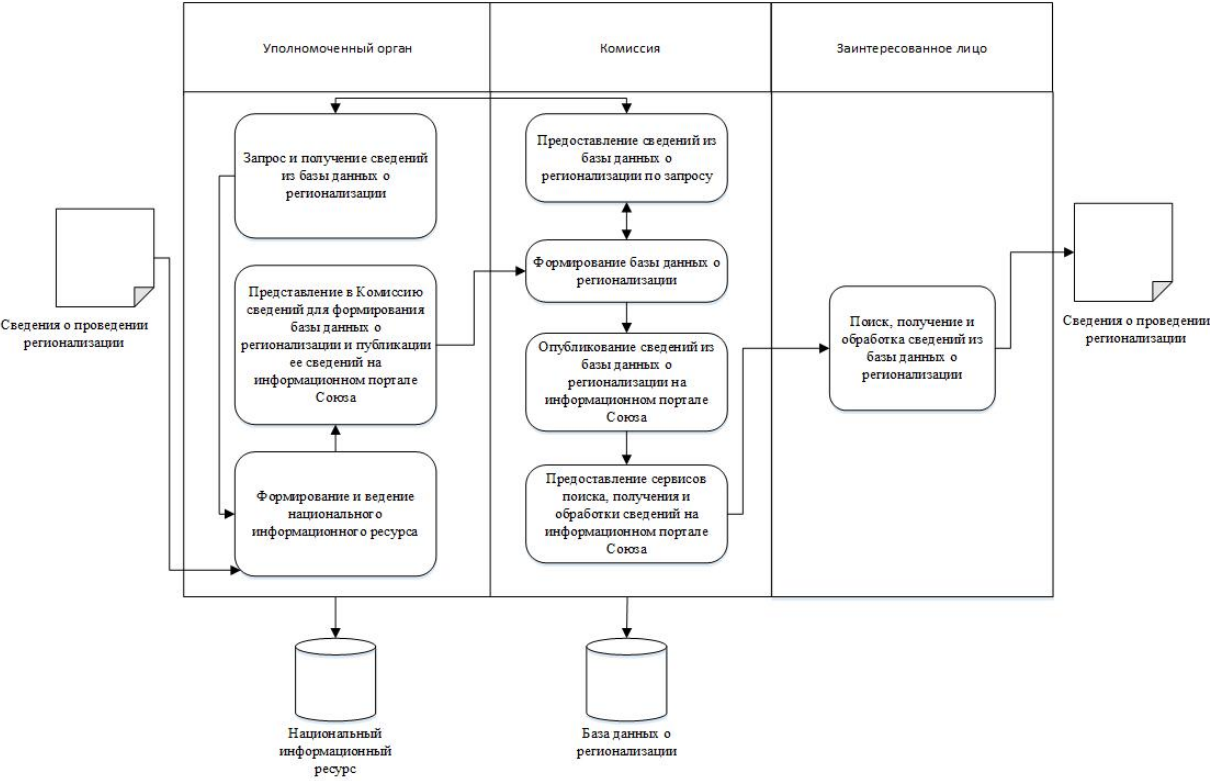 Уполномоченный орган
Комиссия
Заинтересованное лицо
Запрос и получение сведений
из базы данных о
регионализации
Предоставление сведений из
базы данных о
регионализации по запросу
Сведения о проведении
регионализации
Представление в Комиссию
сведений для формирования
базы данных о
регионализации и публикации
ее сведений на
информационном портале
Союза
Формирование базы данных о
регионализации
Опубликование сведений из
базы данных о
регионализации на
информационном портале
Союза
Поиск, получение и
обработка сведений из
базы данных о
регионализации
Сведения о проведении
регионализации
Формирование и ведение
национального
информационного ресурса
Предоставление сервисов
поиска, получения и
обработки сведений на
информационном портале
Союза
Национальный
информационный
ресурс
База данных о
регионализации